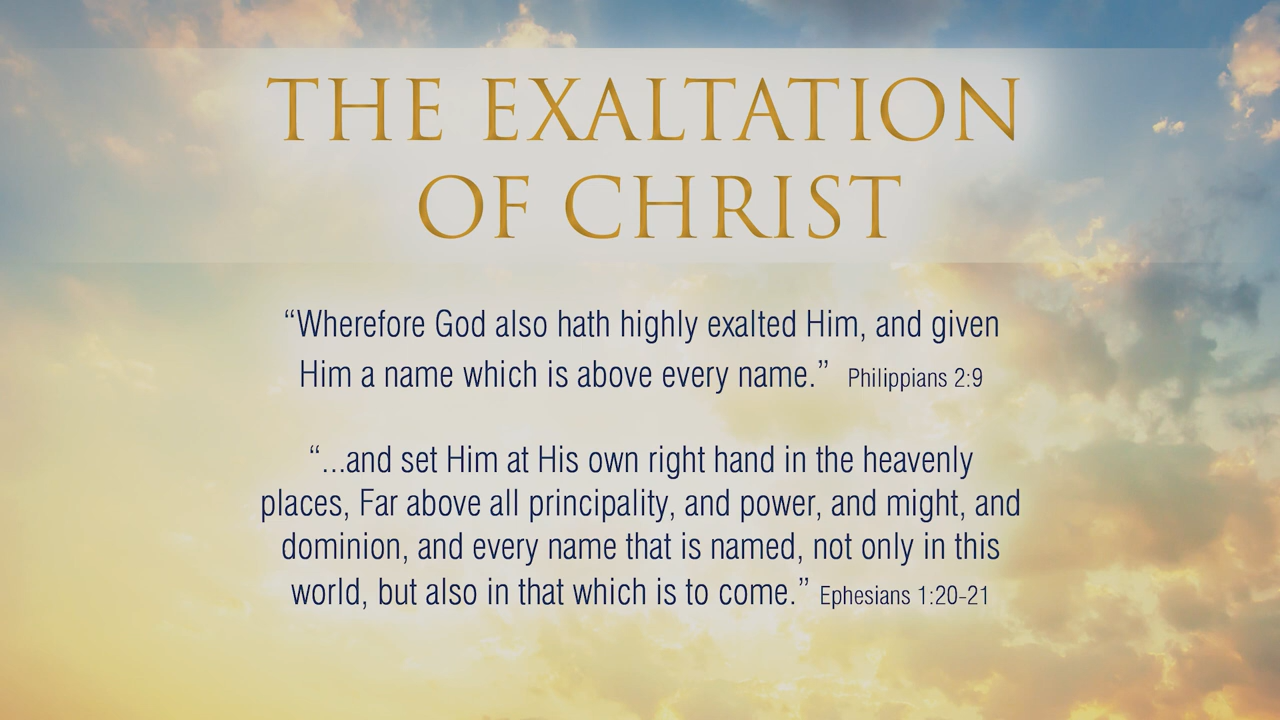 THE EXALTATION
OF CHRIST
“Wherefore God also hath highly exalted Him, and given
Him a name which is above every name.” Philippians 2:9
“...and set Him at His own right hand in the heavenly
places, Far above all principality, and power, and might, and
dominion, and every name that is named, not only in this
world, but also in that which is to come.” Ephesians 1:20-21